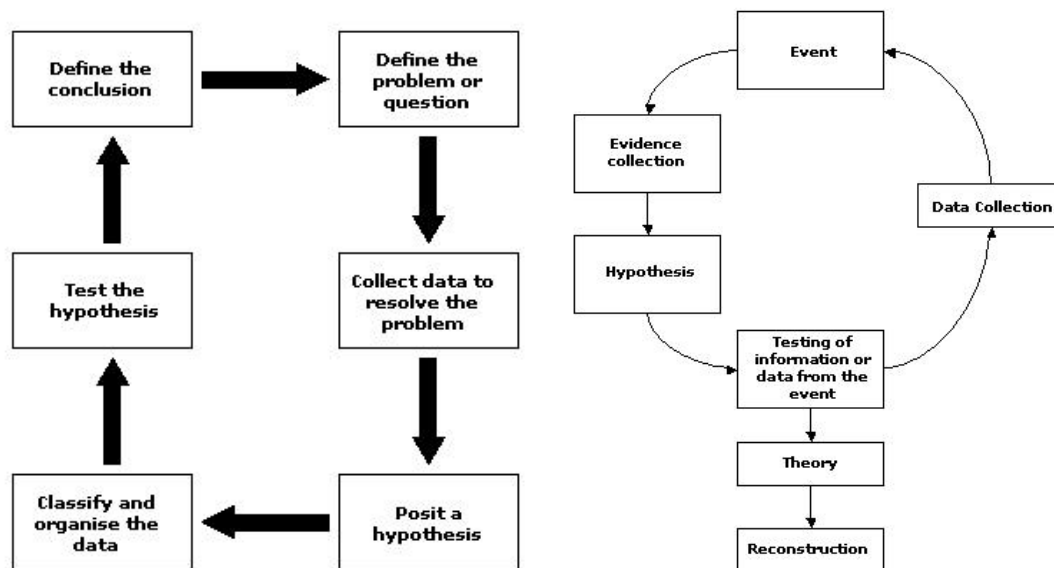 Define the
conclusion
Define the
problem or
question
Collect data to
resolve the
problem
Posit a
hypothesis
Classify and
organise the
data
Test the
hypothesis
Event
Evidence
collection
Hypothesis
Testing of
information or
data from the
event
Data Collection
Theory
Reconstruction